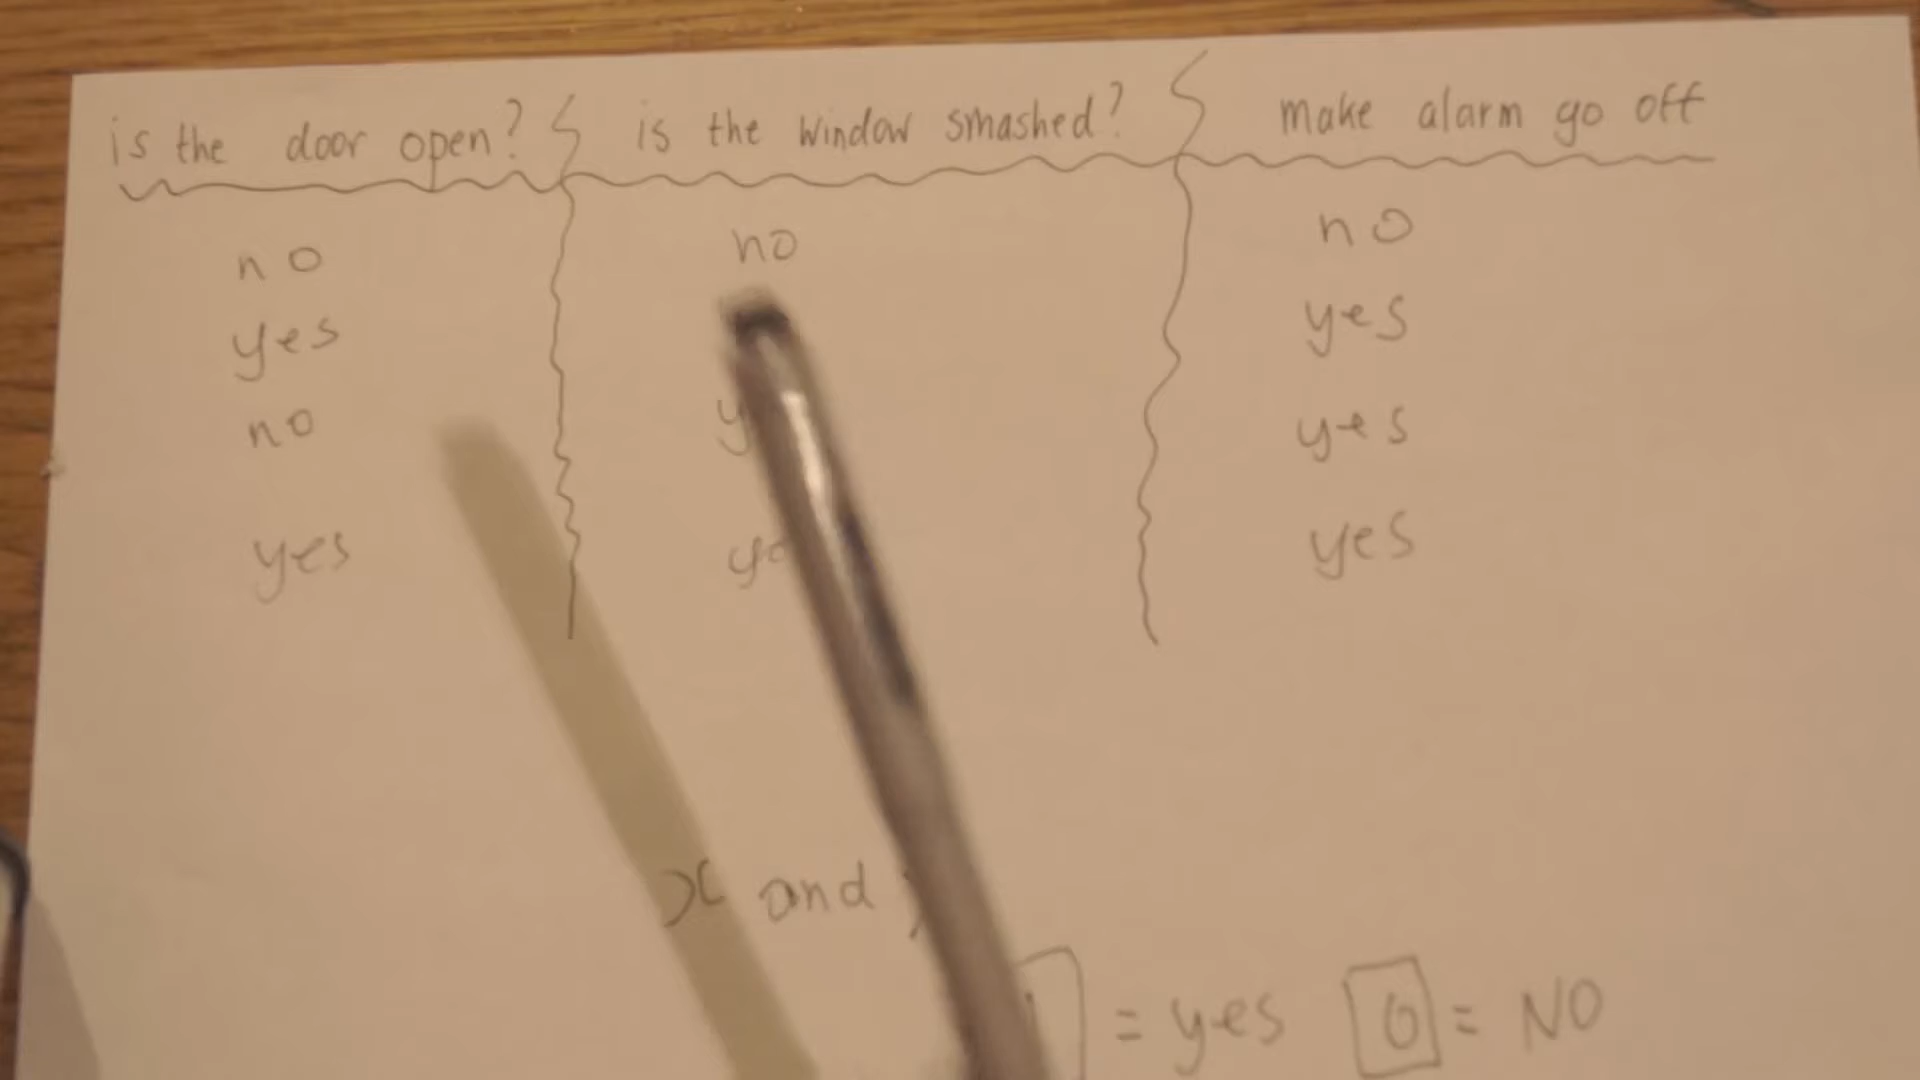 is the door open? is the window smashed? make alarm go off
no no no
yes yes
no yes
yes yes
x and
= yes 0 = NO